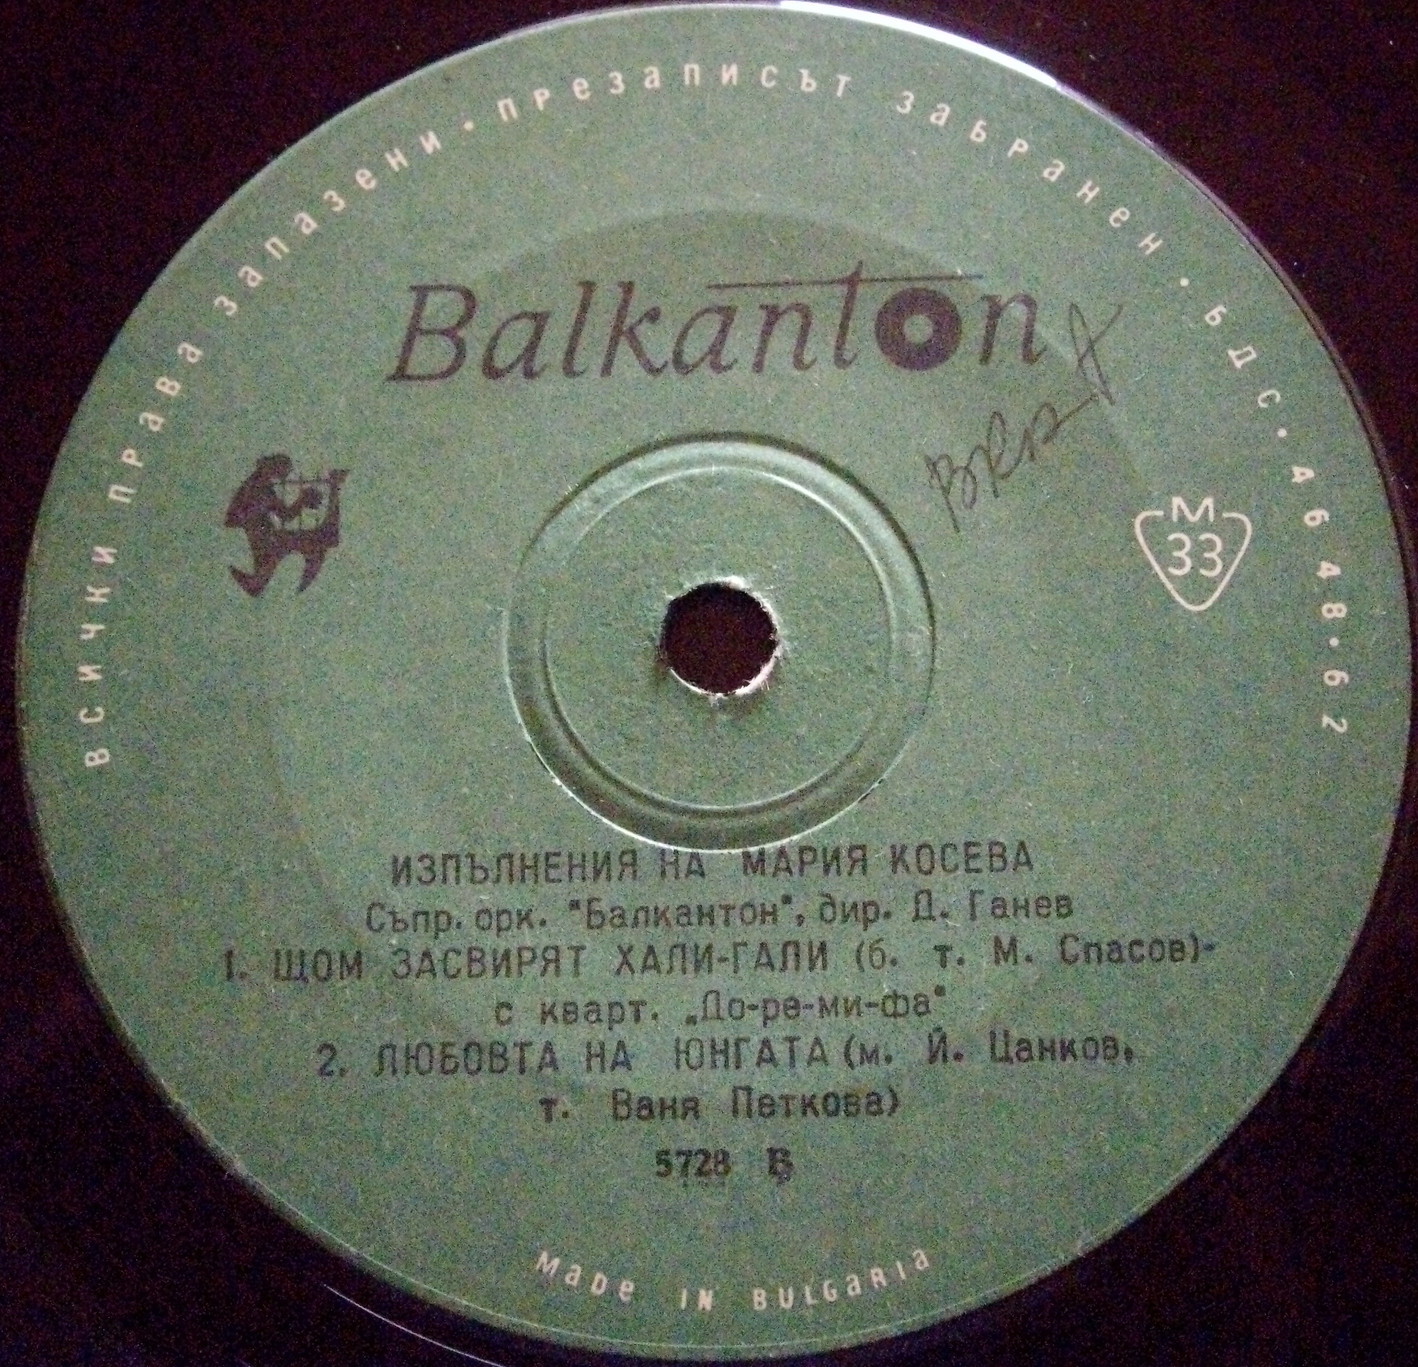 всички права запазени • презаписът забранен • бдс • 4648 • 62
Balkanton
М
33
ИЗПЪЛНЕНИЯ НА МАРИЯ КОСЕВА
Съпр. орк. "Балкантон", дир. Д. Ганев
1. ЩОМ ЗАСВИРЯТ ХАЛИ-ГАЛИ (б. т. М. Спасов)-
с кварт. „До-ре-ми-фа"
2. ЛЮБОВТА НА ЮНГАТА (м. Й. Цанков,
т. Ваня Петкова)
5728
made in bulgaria